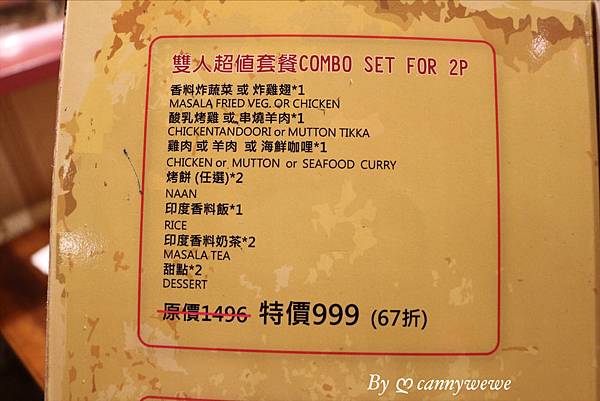 雙人超值套餐COMBO SET FOR 2P
香料炸蔬菜 或 炸雞翅*1
MASALA FRIED VEG. OR CHICKEN
酸乳烤雞 或 串燒羊肉*1
CHICKENTANDOORI or MUTTON TIKKA
雞肉 或 羊肉 或 海鮮咖哩*1
CHICKEN or MUTTON or SEAFOOD CURRY
烤餅 (任選)*2
NAAN
印度香料飯*1
RICE
印度香料奶茶*2
MASALA TEA
甜點*2
DESSERT
原價1496 特價999 (67折)
By ღ cannywewe